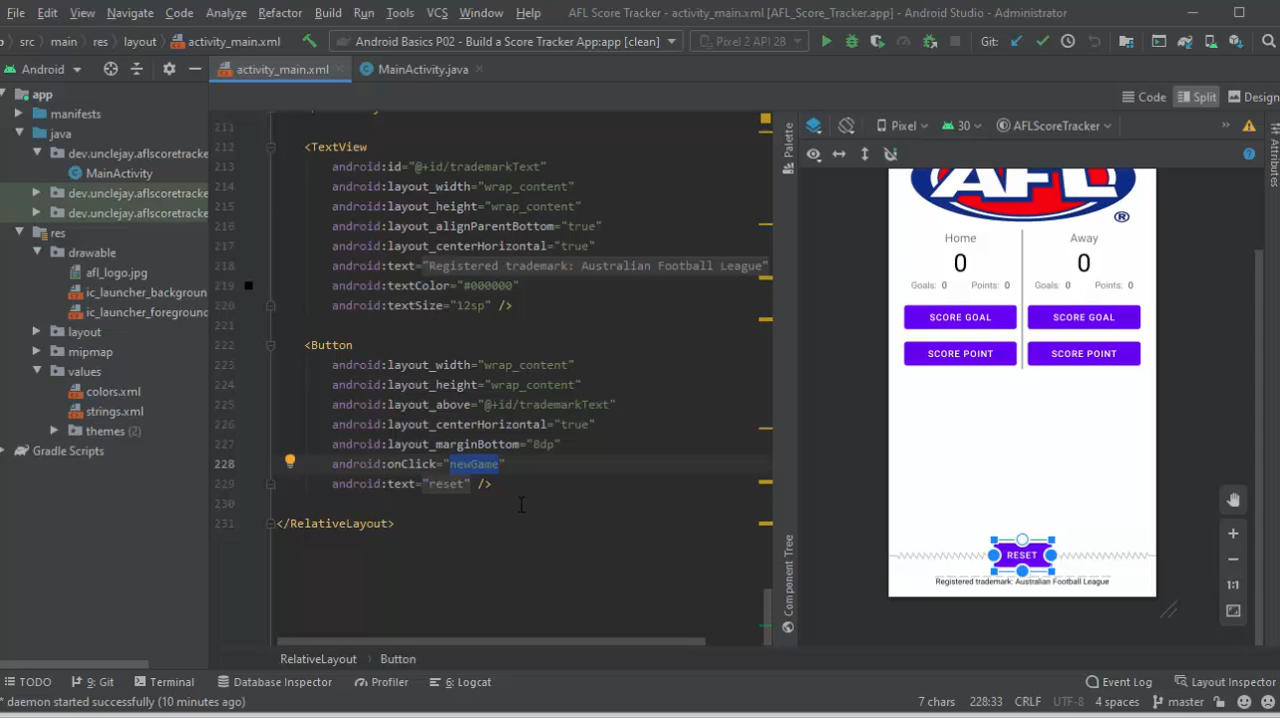 File Edit View Navigate Code Analyze Refactor Build Run Tools VCS Window Help AFL Score Tracker - activity_main.xml [AFL_Score_Tracker.app] - Android Studio - Administrator
src main res layout activity_main.xml Android Basics P02 - Build a Score Tracker App:app [clean] Pixel 2 API 28 Git:
Android activity_main.xml MainActivity.java
Code Split Design
app
manifests
java
dev.unclejay.aflscoretracke
MainActivity
dev.unclejay.aflscoretracke
dev.unclejay.aflscoretracke
res
drawable
afl_logo.jpg
ic_launcher_backgroun
ic_launcher_foreground
layout
mipmap
values
colors.xml
strings.xml
themes (2)
Gradle Scripts
211
212 <TextView
213 android:id="@+id/trademarkText"
214 android:layout_width="wrap_content"
215 android:layout_height="wrap_content"
216 android:layout_alignParentBottom="true"
217 android:layout_centerHorizontal="true"
218 android:text="Registered trademark: Australian Football League"
219 android:textColor="#000000"
220 android:textSize="12sp" />
221
222 <Button
223 android:layout_width="wrap_content"
224 android:layout_height="wrap_content"
225 android:layout_above="@+id/trademarkText"
226 android:layout_centerHorizontal="true"
227 android:layout_marginBottom="8dp"
228 android:onClick="newGame"
229 android:text="reset" />
230
231 </RelativeLayout>
RelativeLayout Button
Palette
Component Tree
Pixel 30 AFLScoreTracker
Attributes
AFL
®
Home Away
0 0
Goals: 0 Points: 0 Goals: 0 Points: 0
SCORE GOAL SCORE GOAL
SCORE POINT SCORE POINT
RESET
Registered trademark: Australian Football League
1:1
TODO 9: Git Terminal Database Inspector Profiler 6: Logcat Event Log Layout Inspector
* daemon started successfully (10 minutes ago) 7 chars 228:33 CRLF UTF-8 4 spaces master